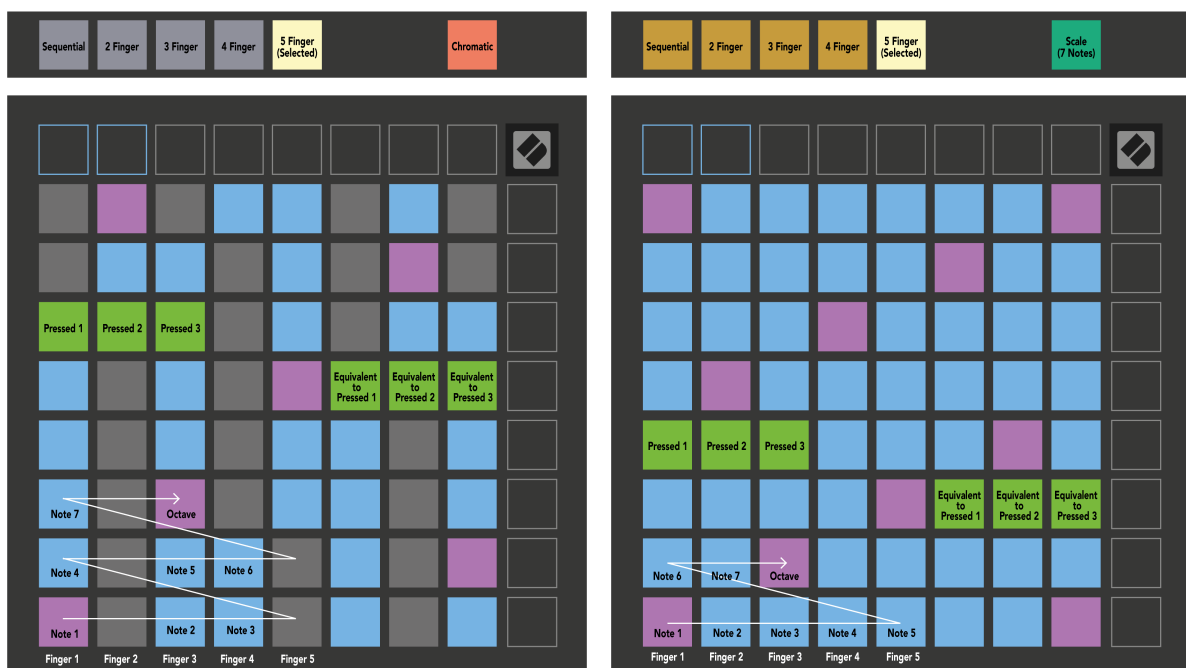 Sequential
2 Finger
3 Finger
4 Finger
5 Finger
(Selected)
Chromatic
Pressed 1
Pressed 2
Pressed 3
Equivalent
to
Pressed 1
Equivalent
to
Pressed 2
Equivalent
to
Pressed 3
Note 7
Octave
Note 4
Note 5
Note 6
Note 1
Note 2
Note 3
Finger 1
Finger 2
Finger 3
Finger 4
Finger 5
Sequential
2 Finger
3 Finger
4 Finger
5 Finger
(Selected)
Scale
(7 Notes)
Pressed 1
Pressed 2
Pressed 3
Equivalent
to
Pressed 1
Equivalent
to
Pressed 2
Equivalent
to
Pressed 3
Note 6
Note 7
Octave
Note 1
Note 2
Note 3
Note 4
Note 5
Finger 1
Finger 2
Finger 3
Finger 4
Finger 5